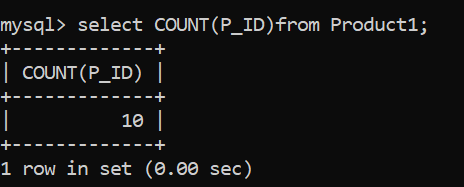 mysql> select COUNT(P_ID)from Product1;
+-------------+
| COUNT(P_ID) |
+-------------+
|          10 |
+-------------+
1 row in set (0.00 sec)